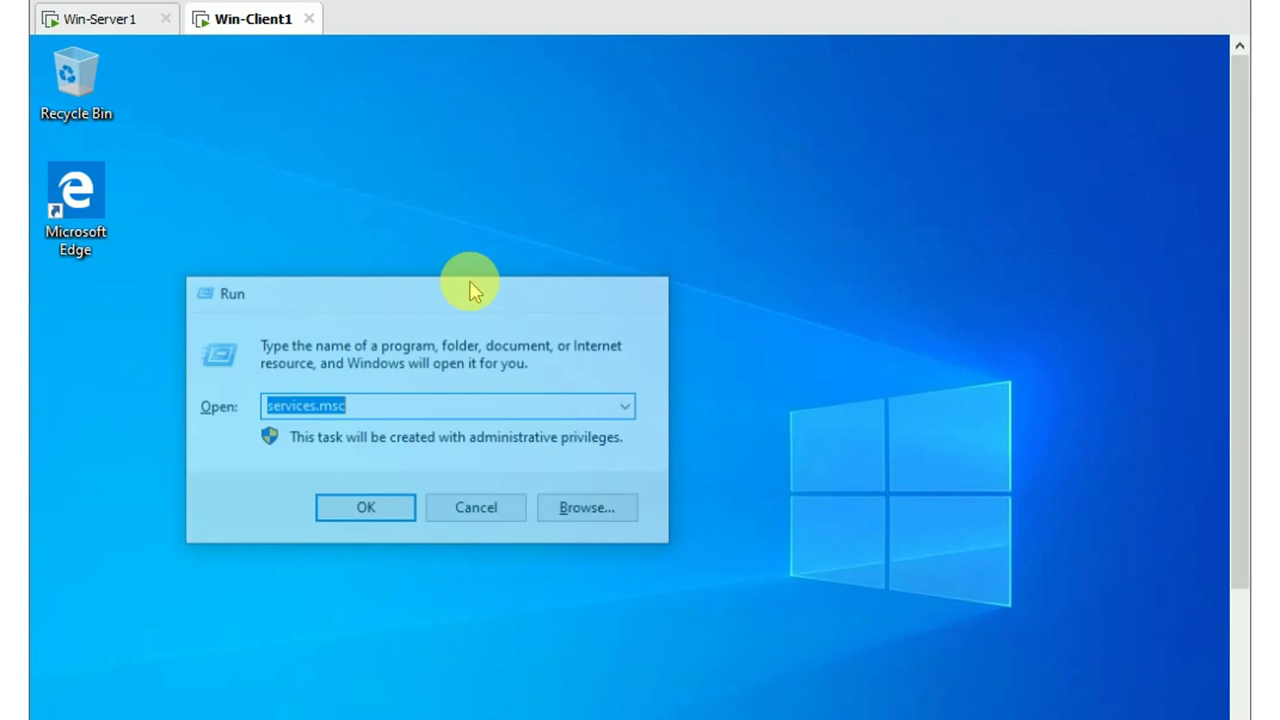 Win-Server1
Win-Client1
Recycle Bin
Microsoft
Edge
Run
Type the name of a program, folder, document, or Internet
resource, and Windows will open it for you.
Open:
services.msc
This task will be created with administrative privileges.
OK
Cancel
Browse...